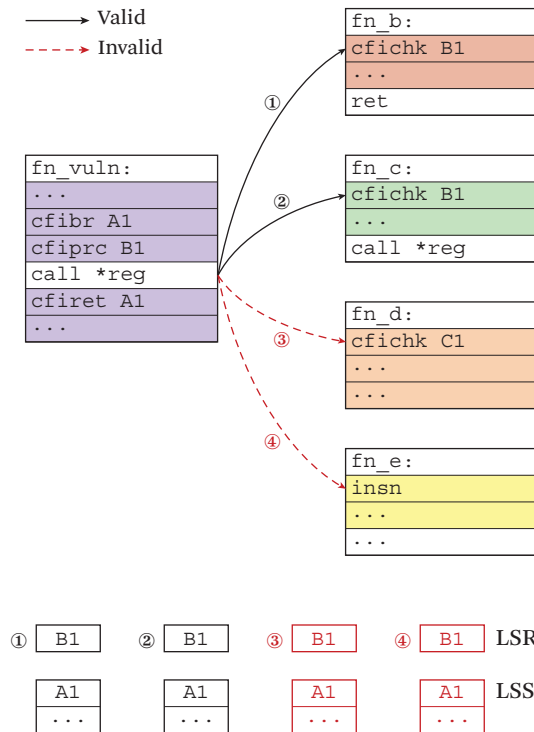 Valid
Invalid
fn_b:
cfichk B1
...
ret
①
fn_vuln:
...
cfibr A1
cfiprc B1
call *reg
cfiret A1
...
②
fn_c:
cfichk B1
...
call *reg
③
fn_d:
cfichk C1
...
...
④
fn_e:
insn
...
...
① B1 ② B1 ③ B1 ④ B1 LSR
A1 A1 A1 A1 LSS
... ... ... ...